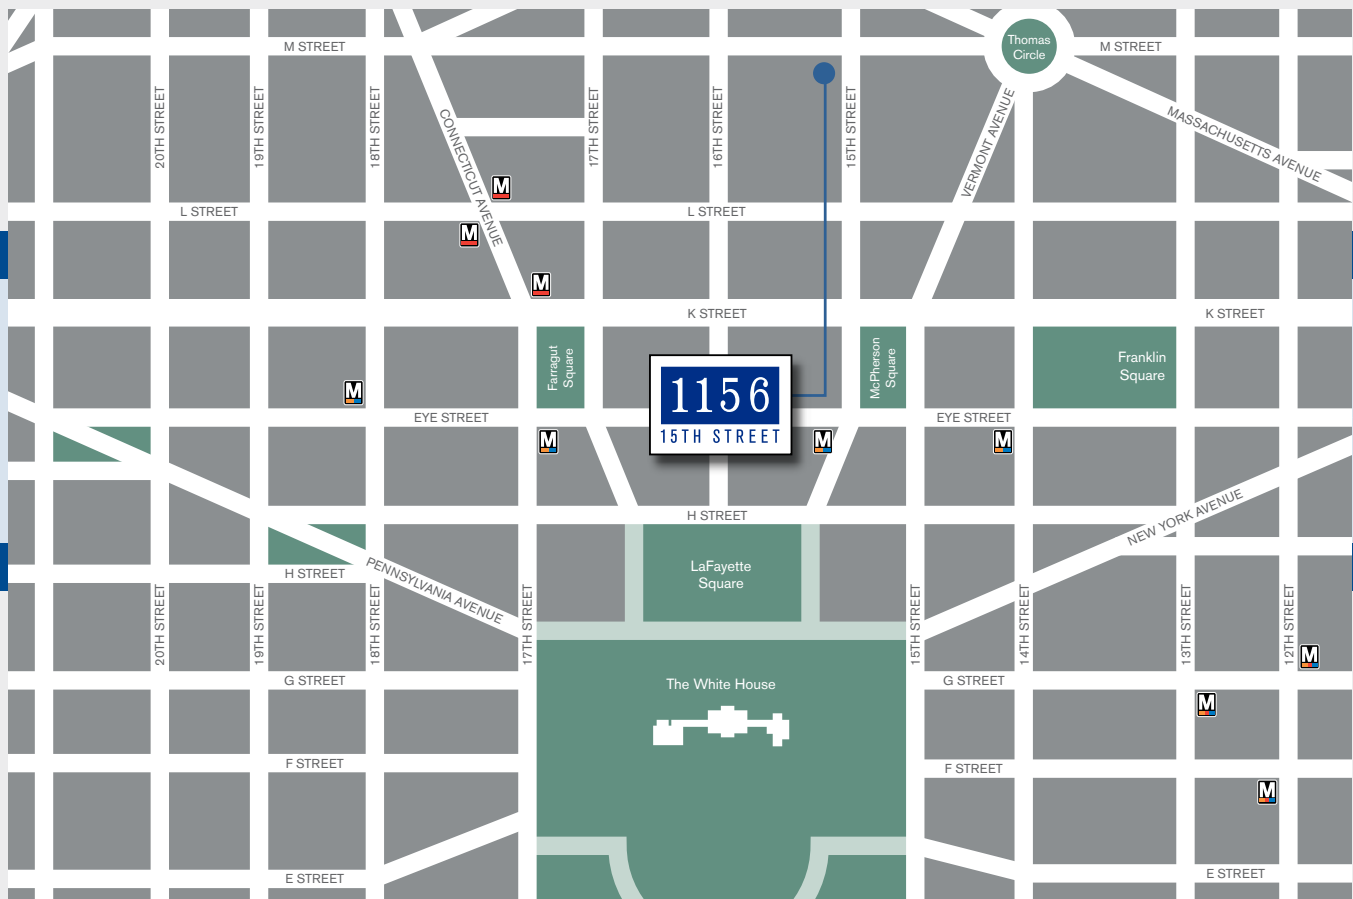 M STREET
Thomas
Circle
M STREET
20TH STREET
19TH STREET
18TH STREET
CONNECTICUT AVENUE
17TH STREET
16TH STREET
15TH STREET
VERMONT AVENUE
MASSACHUSETTS AVENUE
M
L STREET
L STREET
M
M
K STREET
K STREET
Farragut
Square
McPherson
Square
Franklin
Square
1156
15TH STREET
M
EYE STREET
EYE STREET
M
M
M
H STREET
NEW YORK AVENUE
H STREET
PENNSYLVANIA AVENUE
LaFayette
Square
20TH STREET
19TH STREET
18TH STREET
17TH STREET
15TH STREET
14TH STREET
13TH STREET
12TH STREET
M
G STREET
The White House
G STREET
M
F STREET
F STREET
M
E STREET
E STREET